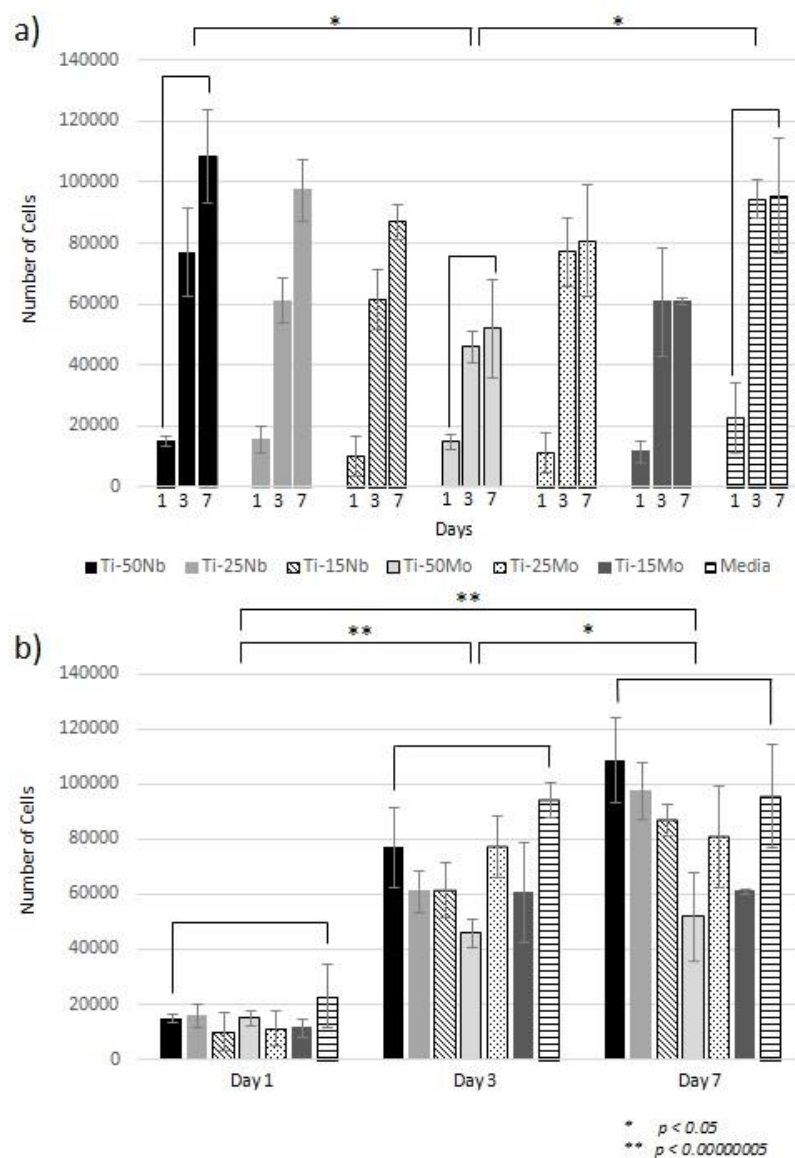 a)
* *
140000
120000
100000
80000
60000
40000
20000
0
Number of Cells
1 3 7 1 3 7 1 3 7 1 3 7 1 3 7 1 3 7 1 3 7
Days
Ti-50Nb Ti-25Nb Ti-15Nb Ti-50Mo Ti-25Mo Ti-15Mo Media
**
** *
b)
140000
120000
100000
80000
60000
40000
20000
0
Number of Cells
Day 1 Day 3 Day 7
* p < 0.05
** p < 0.00000005